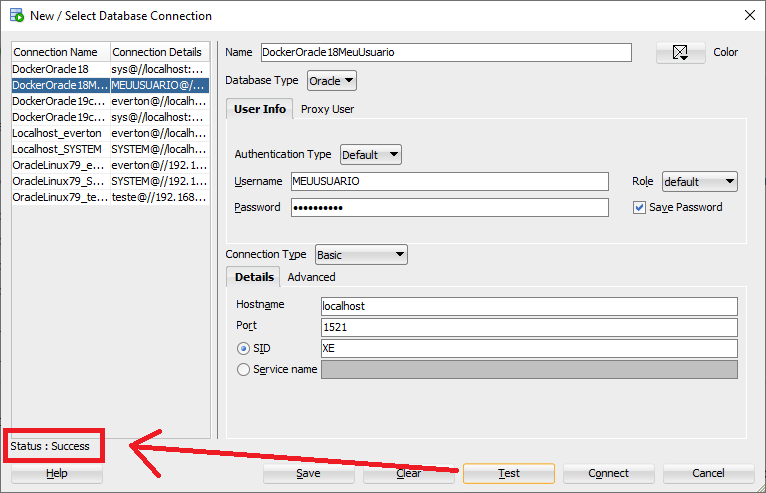 New / Select Database Connection
Connection Name Connection Details
DockerOracle18 sys@//localhost:...
DockerOracle18M... MEUUSUARIO@/...
DockerOracle19c... everton@//localh...
DockerOracle19c... sys@//localhost:...
Localhost_everton everton@//localh...
Localhost_SYSTEM SYSTEM@//localh...
OracleLinux79_e... everton@//192.1...
OracleLinux79_S... SYSTEM@//192.1...
OracleLinux79_te... teste@//192.168...
Name DockerOracle18MeuUsuario Color
Database Type Oracle
User Info Proxy User
Authentication Type Default
Username MEUUSUARIO Role default
Password •••••••••• Save Password
Connection Type Basic
Details Advanced
Hostname localhost
Port 1521
SID XE
Service name
Status : Success
Help Save Clear Test Connect Cancel